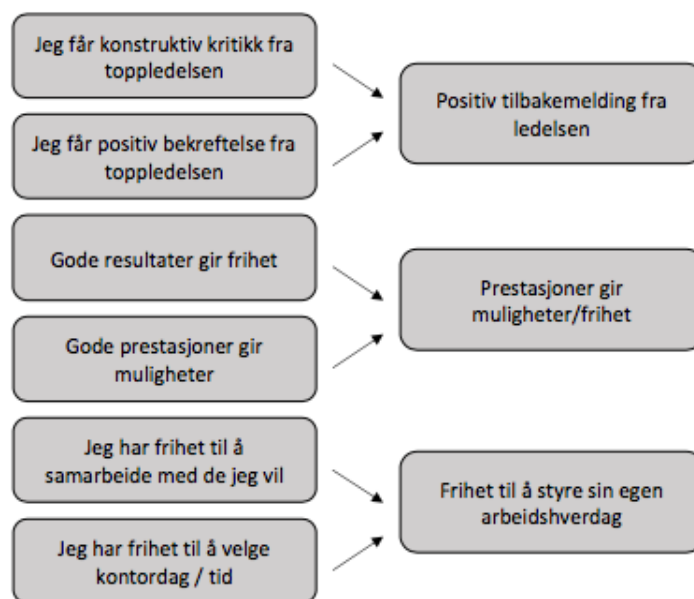 Jeg får konstruktiv kritikk fra
toppledelsen
Jeg får positiv bekreftelse fra
toppledelsen
Positiv tilbakemelding fra
ledelsen
Gode resultater gir frihet
Gode prestasjoner gir
muligheter
Prestasjoner gir
muligheter/frihet
Jeg har frihet til å
samarbeide med de jeg vil
Jeg har frihet til å velge
kontordag / tid
Frihet til å styre sin egen
arbeidshverdag